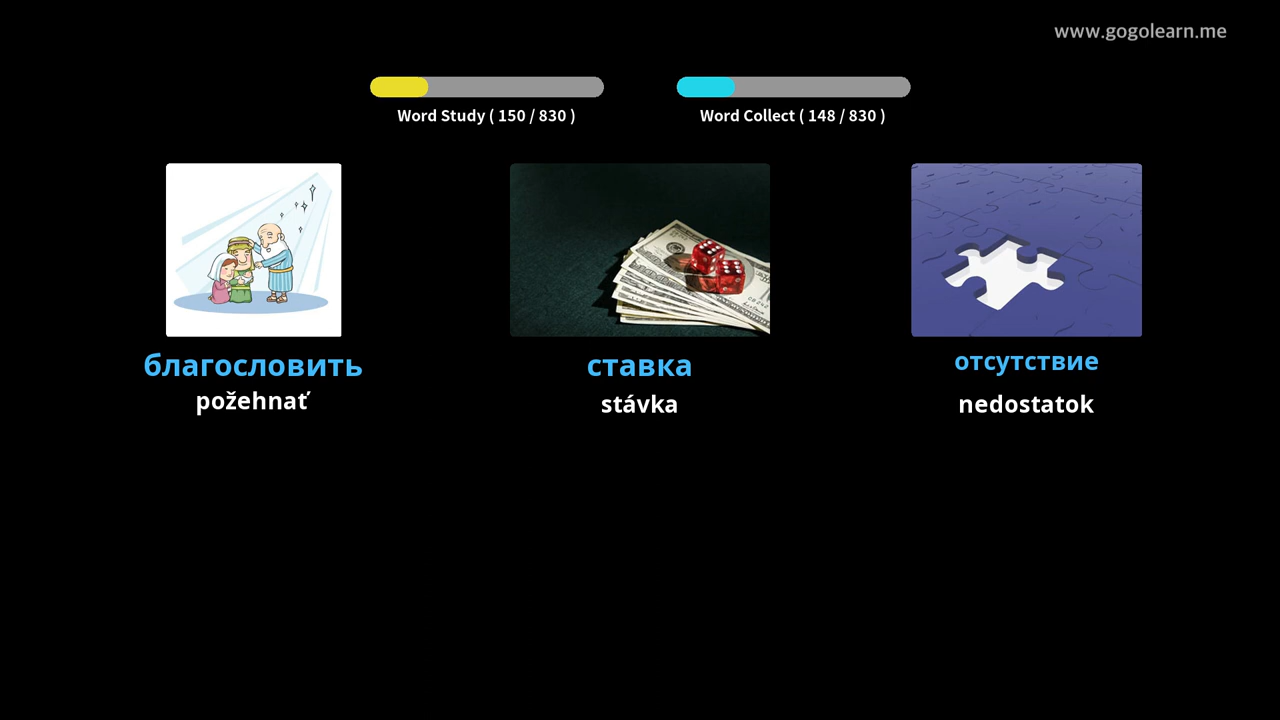 www.gogolearn.me
Word Study ( 150 / 830 )
Word Collect ( 148 / 830 )
благословить
požehnať
ставка
stávka
отсутствие
nedostatok